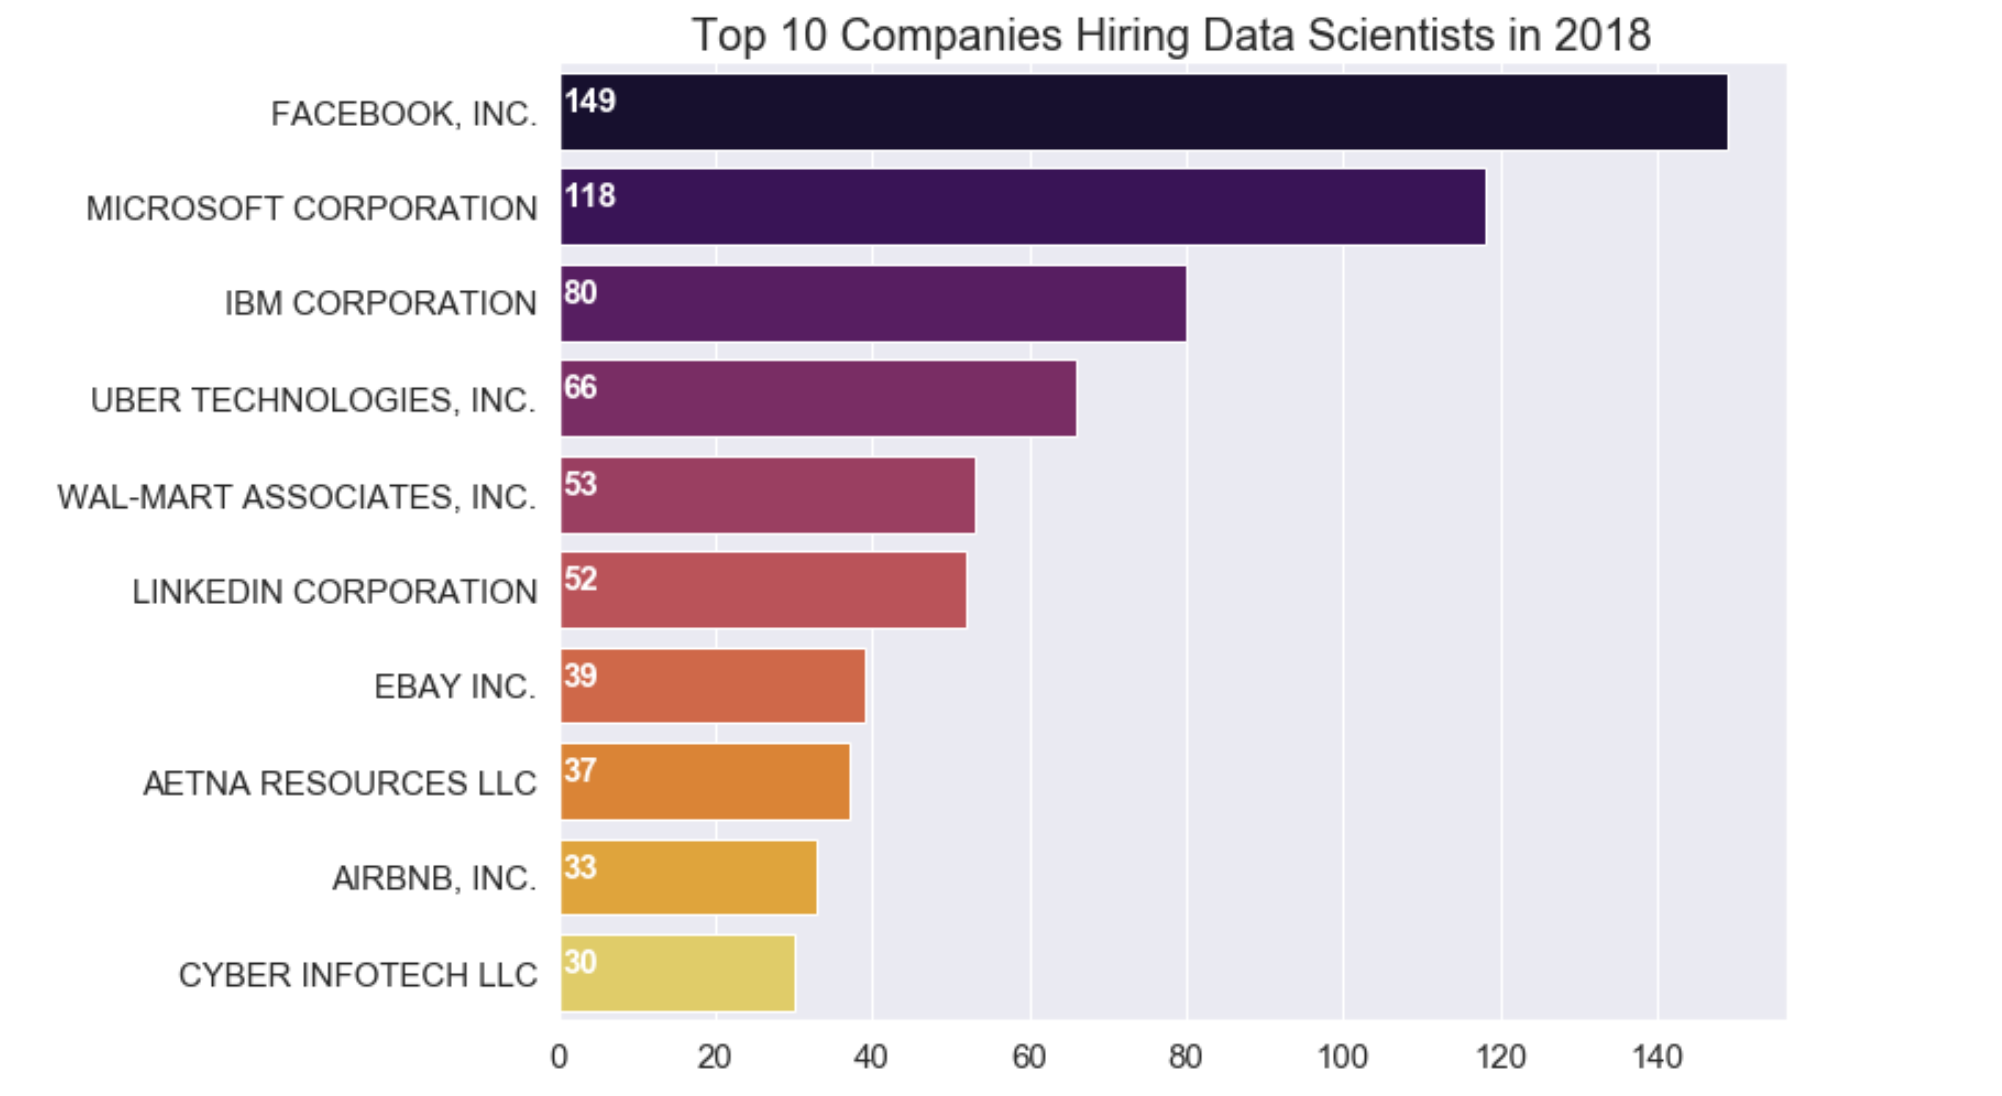 Top 10 Companies Hiring Data Scientists in 2018
FACEBOOK, INC. 149
MICROSOFT CORPORATION 118
IBM CORPORATION 80
UBER TECHNOLOGIES, INC. 66
WAL-MART ASSOCIATES, INC. 53
LINKEDIN CORPORATION 52
EBAY INC. 39
AETNA RESOURCES LLC 37
AIRBNB, INC. 33
CYBER INFOTECH LLC 30
0 20 40 60 80 100 120 140